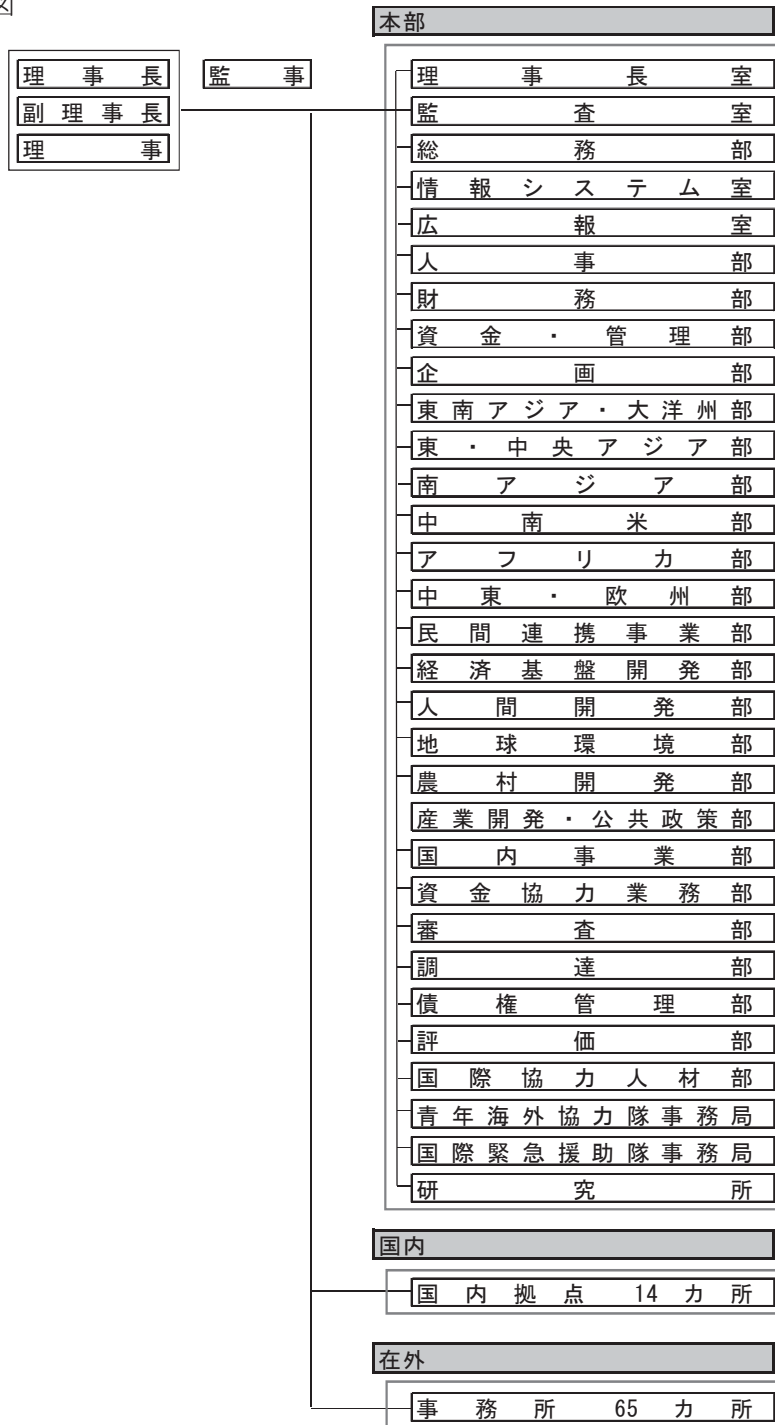 図
本部
理事長
副理事長
理事
監事
理事長室
監査室
総務部
情報システム室
広報室
人事部
財務部
資金・管理部
企画部
東南アジア・大洋州部
東・中央アジア部
南アジア部
中南米部
アフリカ部
中東・欧州部
民間連携事業部
経済基盤開発部
人間開発部
地球環境部
農村開発部
産業開発・公共政策部
国内事業部
資金協力業務部
審査部
調達部
債権管理部
評価部
国際協力人材部
青年海外協力隊事務局
国際緊急援助隊事務局
研究所
国内
国内拠点 14カ所
在外
事務所 65カ所